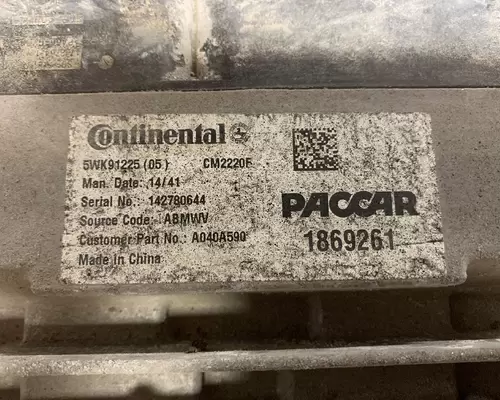 Continental
5WK91225 (05) CM2220F
Man. Date: 14/41
Serial No.: 142780644
Source Code: ABMWV
Customer Part No.: A040A590
Made In China
PACCAR
1869261